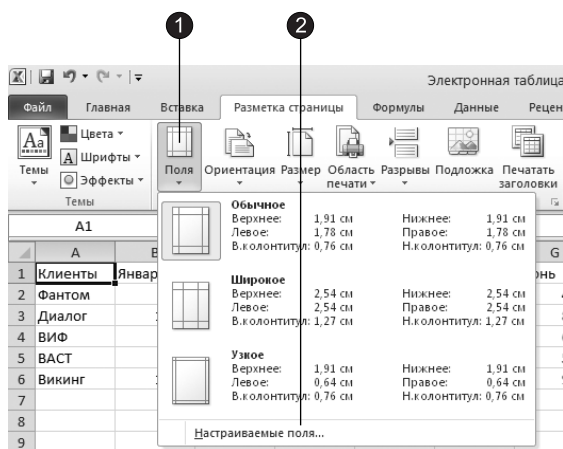 1 2
Электронная таблица
Файл Главная Вставка Разметка страницы Формулы Данные Рецен
Aa Цвета
A Шрифты
Эффекты
Темы
Поля Ориентация Размер Область печати Разрывы Подложка Печатать заголовки
Темы
A1
A G
1 Клиенты Январ нь
2 Фантом
3 Диалог
4 ВИФ
5 ВАСТ
6 Викинг
7
8
9
Обычное
Верхнее: 1,91 см Нижнее: 1,91 см
Левое: 1,78 см Правое: 1,78 см
В.колонтитул: 0,76 см Н.колонтитул: 0,76 см
Широкое
Верхнее: 2,54 см Нижнее: 2,54 см
Левое: 2,54 см Правое: 2,54 см
В.колонтитул: 1,27 см Н.колонтитул: 1,27 см
Узкое
Верхнее: 1,91 см Нижнее: 1,91 см
Левое: 0,64 см Правое: 0,64 см
В.колонтитул: 0,76 см Н.колонтитул: 0,76 см
Настраиваемые поля...